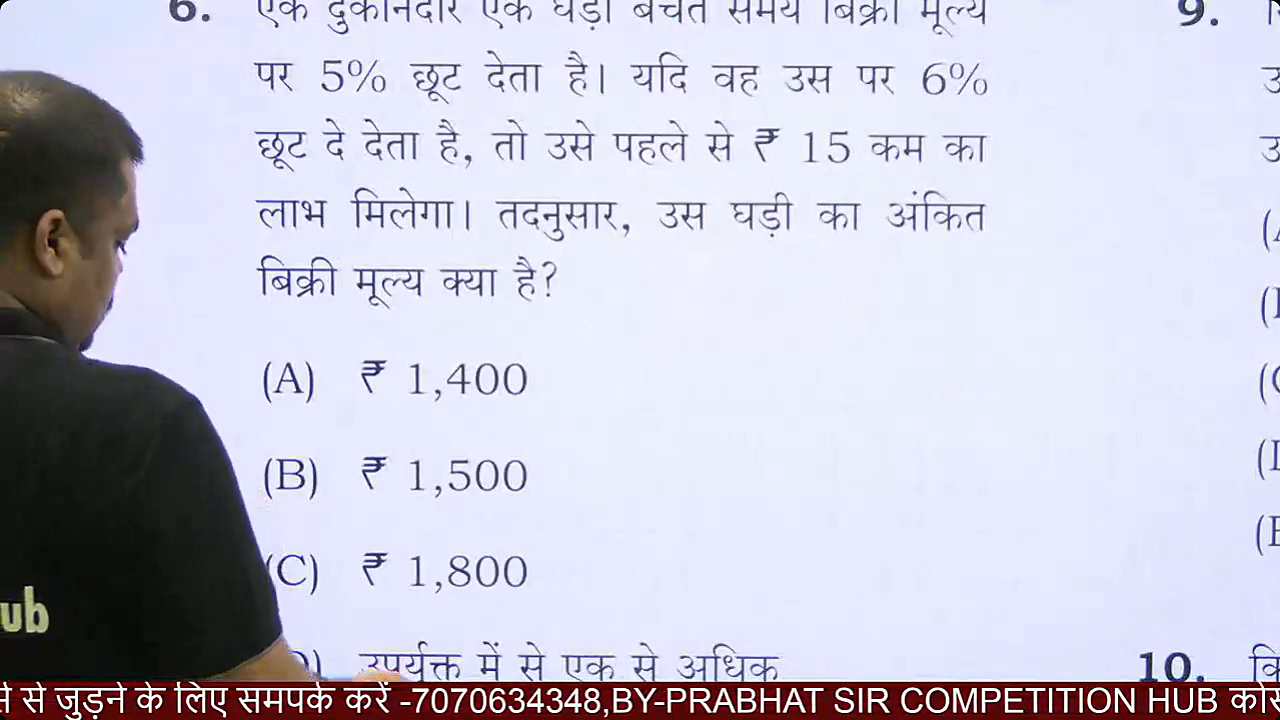 6. एक दुकानदार एक घड़ी बेचते समय बिक्री मूल्य
पर 5% छूट देता है। यदि वह उस पर 6%
छूट दे देता है, तो उसे पहले से ₹ 15 कम का
लाभ मिलेगा। तदनुसार, उस घड़ी का अंकित
बिक्री मूल्य क्या है?
(A) ₹ 1,400
(B) ₹ 1,500
(C) ₹ 1,800
उपर्युक्त में से एक से अधिक
9.
10.
ub
से जुड़ने के लिए समपर्क करें -7070634348,BY-PRABHAT SIR COMPETITION HUB